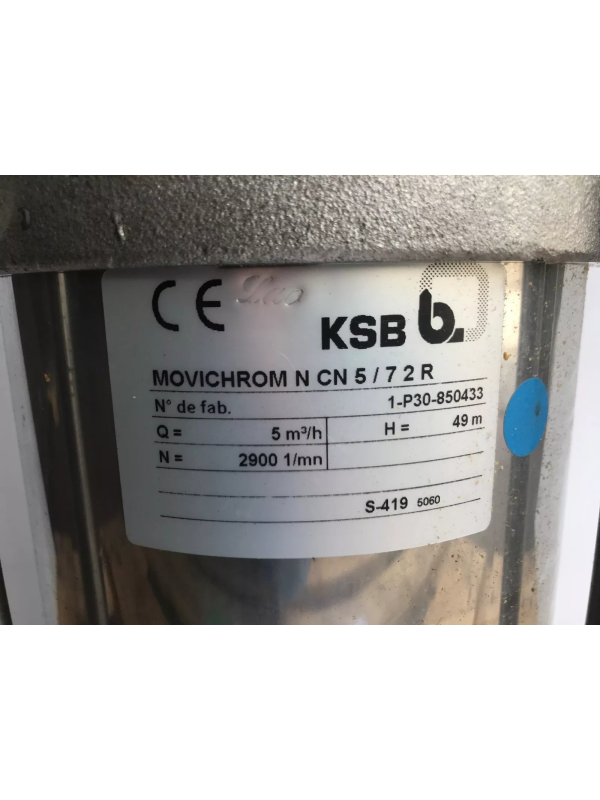 CE
KSB b.
MOVICHROM N CN 5 / 7 2 R
N° de fab. 1-P30-850433
Q = 5 m³/h H = 49 m
N = 2900 1/mn
S-419 5060